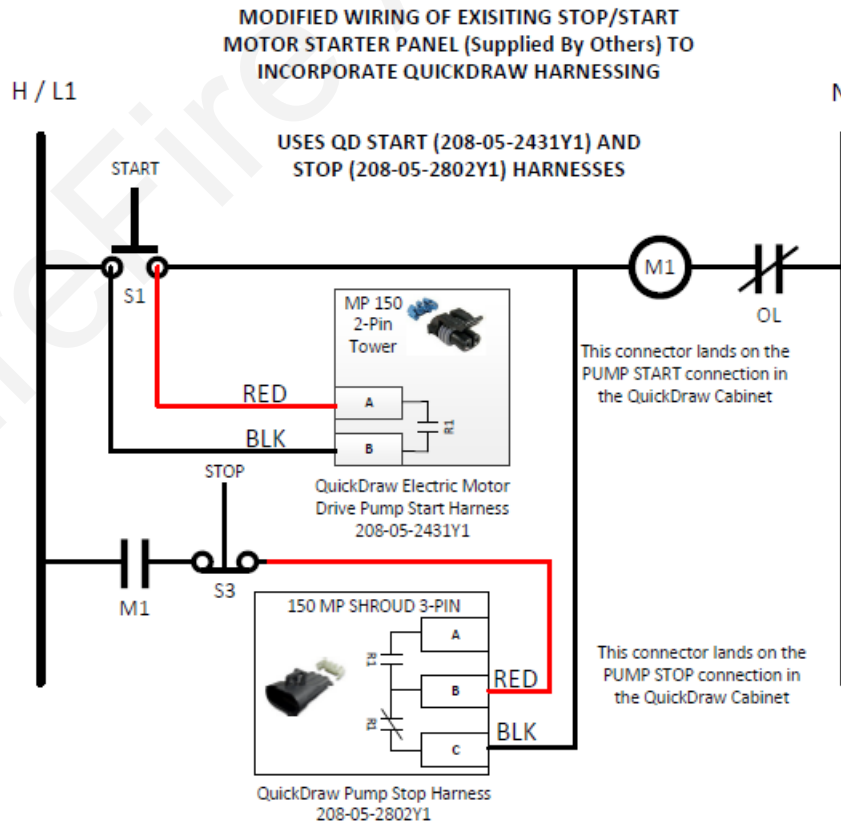 MODIFIED WIRING OF EXISITING STOP/START
MOTOR STARTER PANEL (Supplied By Others) TO
INCORPORATE QUICKDRAW HARNESSING
H / L1
N
USES QD START (208-05-2431Y1) AND
STOP (208-05-2802Y1) HARNESSES
START
S1
M1
OL
MP 150
2-Pin
Tower
RED
A
R1
BLK
B
This connector lands on the
PUMP START connection in
the QuickDraw Cabinet
QuickDraw Electric Motor
Drive Pump Start Harness
208-05-2431Y1
STOP
M1
S3
150 MP SHROUD 3-PIN
A
R1
RED
B
R1
BLK
C
This connector lands on the
PUMP STOP connection in
the QuickDraw Cabinet
QuickDraw Pump Stop Harness
208-05-2802Y1